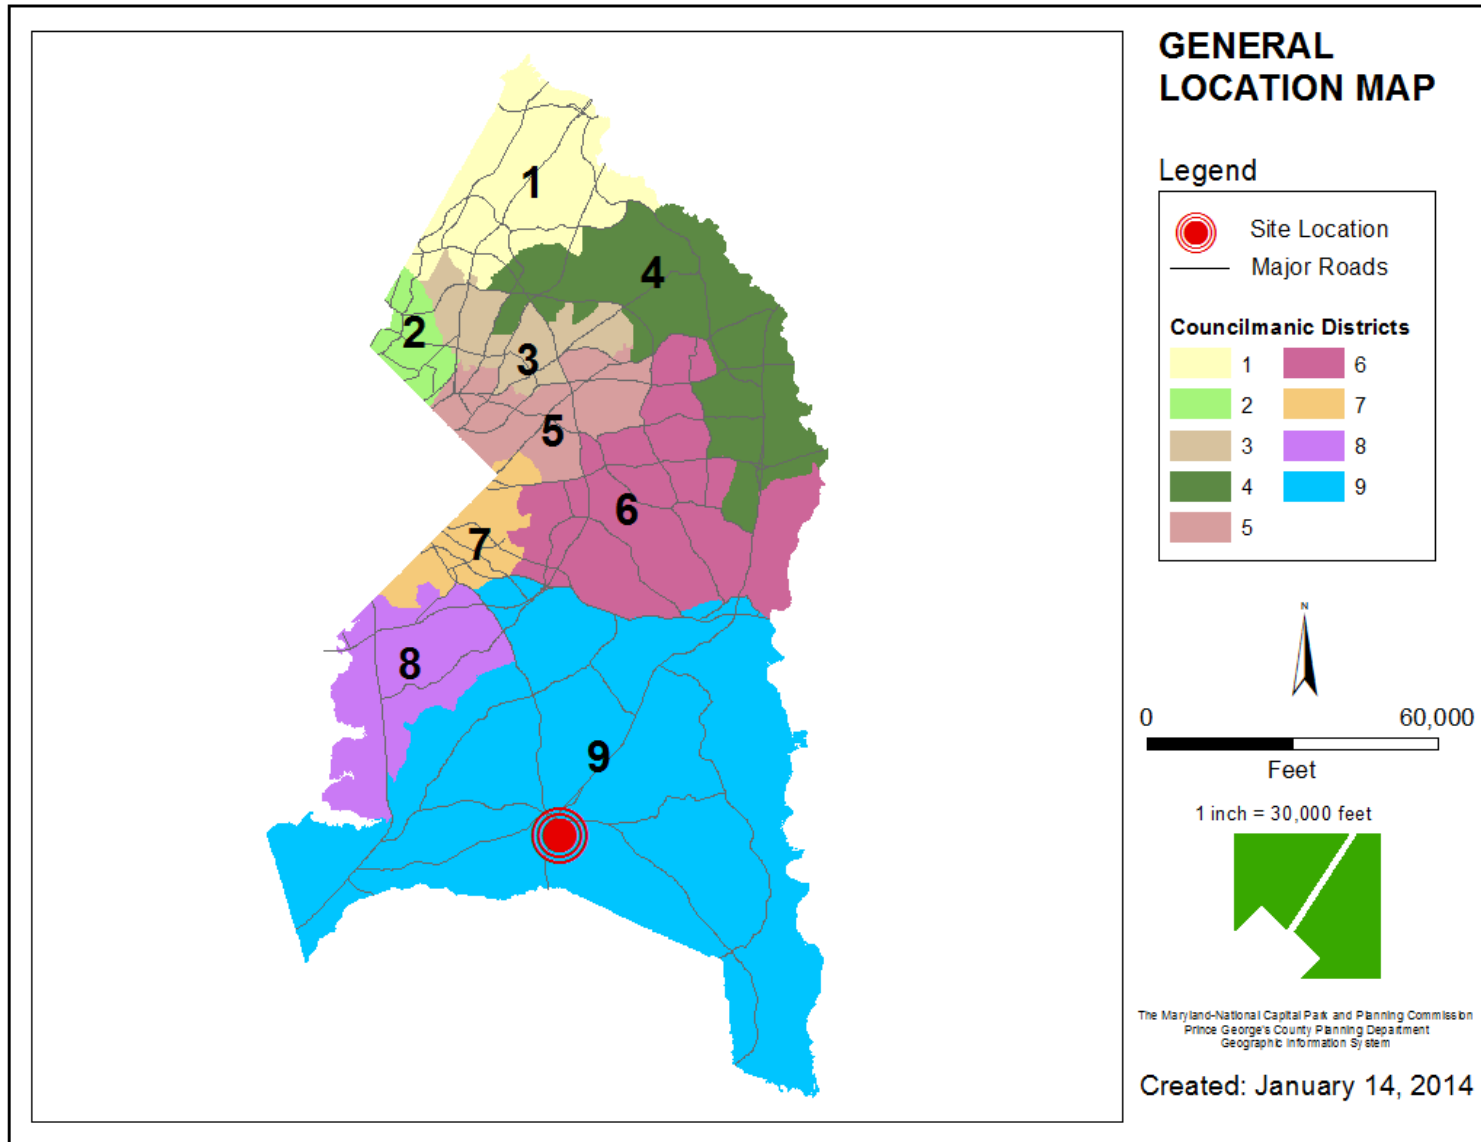 GENERAL
LOCATION MAP
Legend
Site Location
Major Roads
Councilmanic Districts
1 6
2 7
3 8
4 9
5
N
0 60,000
Feet
1 inch = 30,000 feet
The Maryland-National Capital Park and Planning Commission
Prince George's County Planning Department
Geographic Information System
Created: January 14, 2014
1
4
2
3
5
6
7
8
9